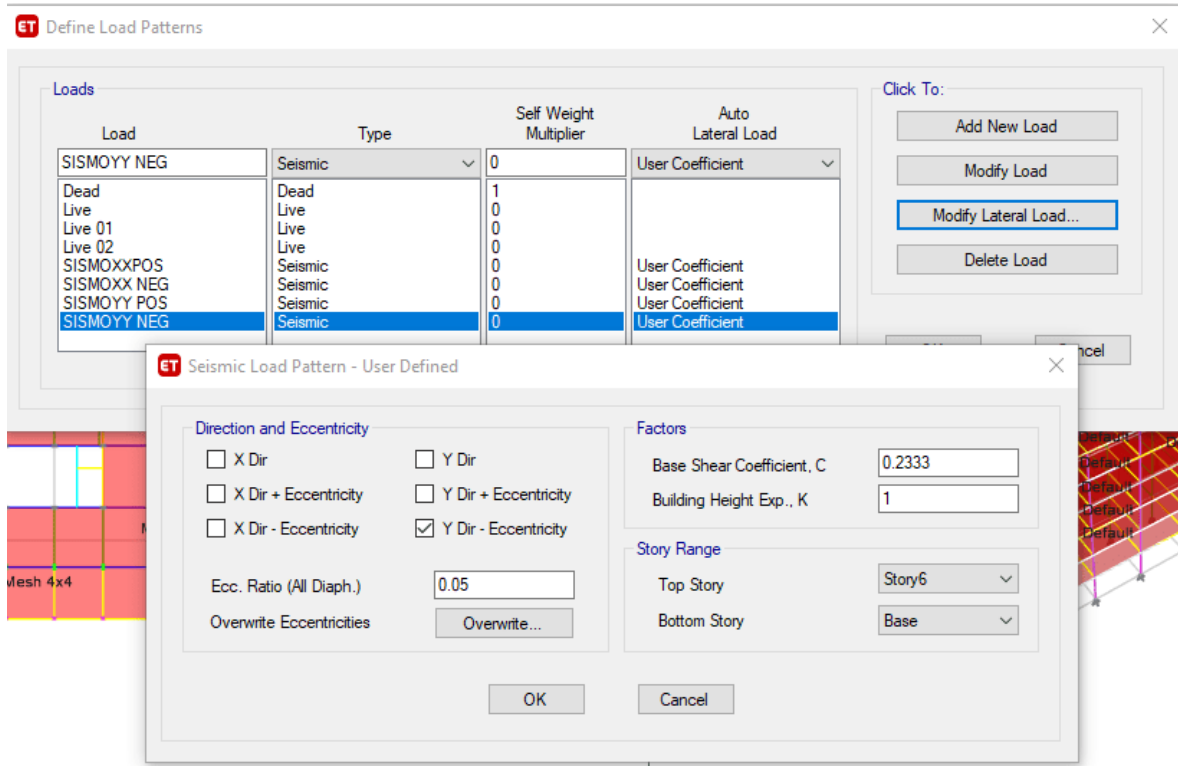 ET Define Load Patterns
Loads
Click To:
Load Type Self Weight Multiplier Auto Lateral Load
SISMOYY NEG Seismic 0 User Coefficient
Dead Dead 1
Live Live 0
Live 01 Live 0
Live 02 Live 0
SISMOXXPOS Seismic 0 User Coefficient
SISMOXX NEG Seismic 0 User Coefficient
SISMOYY POS Seismic 0 User Coefficient
SISMOYY NEG Seismic 0 User Coefficient
Add New Load
Modify Load
Modify Lateral Load...
Delete Load
ET Seismic Load Pattern - User Defined
Direction and Eccentricity
X Dir Y Dir
X Dir + Eccentricity Y Dir + Eccentricity
X Dir - Eccentricity Y Dir - Eccentricity
Ecc. Ratio (All Diaph.) 0.05
Overwrite Eccentricities Overwrite...
Factors
Base Shear Coefficient, C 0.2333
Building Height Exp., K 1
Story Range
Top Story Story6
Bottom Story Base
OK Cancel
Mesh 4x4
Default
Default
Default
Default
Default